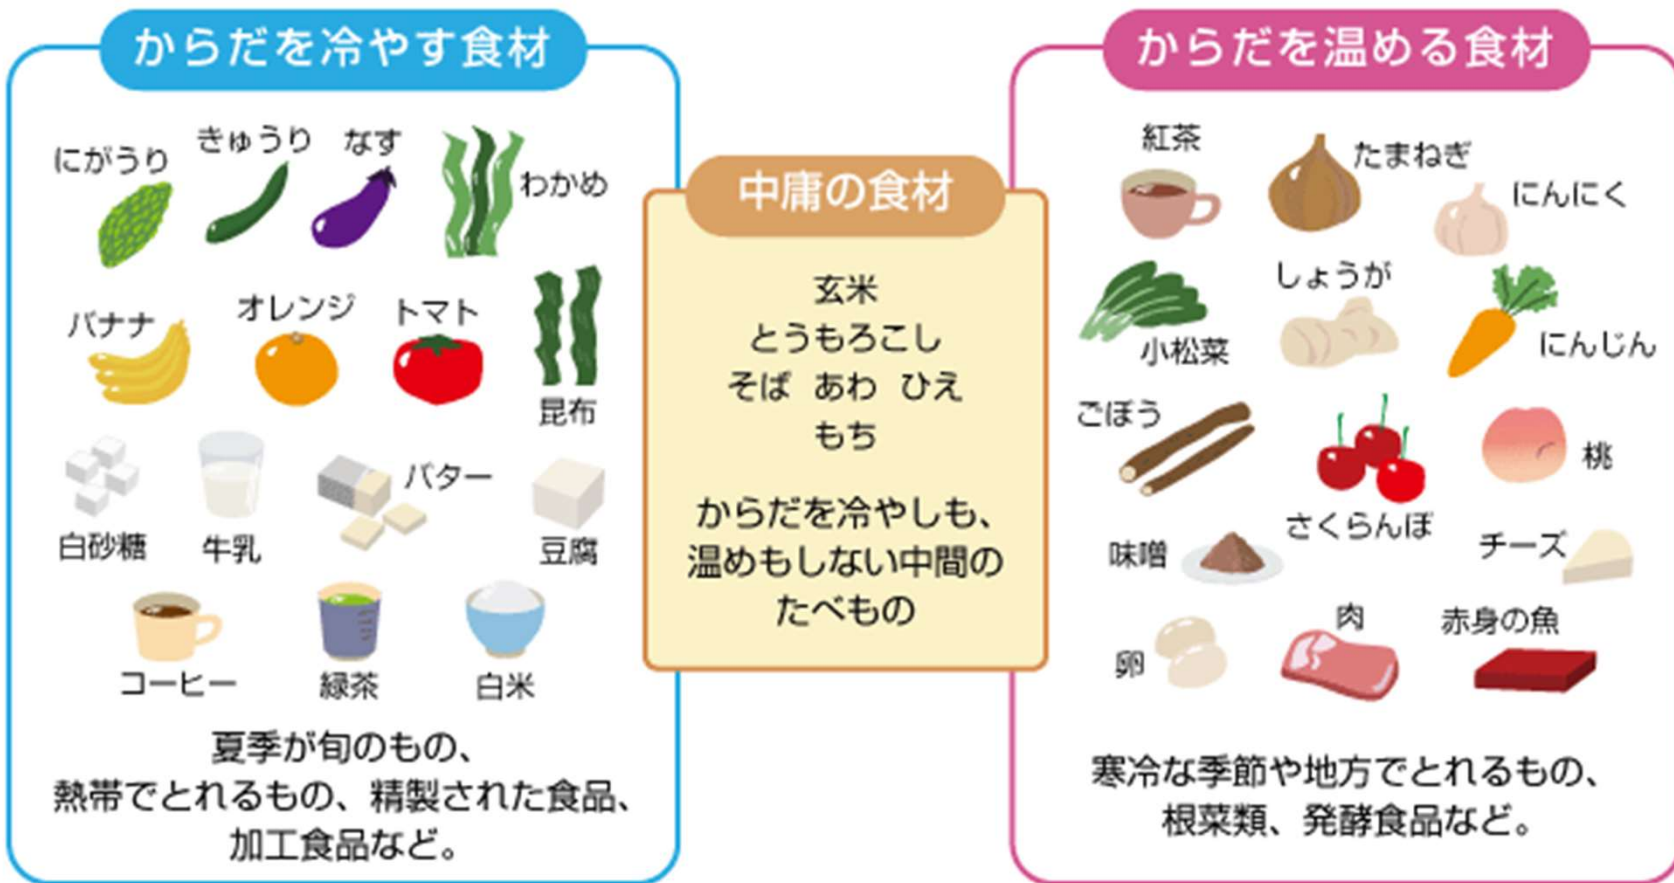 からだを冷やす食材
にがうり
きゅうり
なす
わかめ
バナナ
オレンジ
トマト
昆布
白砂糖
牛乳
バター
豆腐
コーヒー
緑茶
白米
夏季が旬のもの、
熱帯でとれるもの、精製された食品、
加工食品など。
中庸の食材
玄米
とうもろこし
そば あわ ひえ
もち
からだを冷やしも、
温めもしない中間の
たべもの
からだを温める食材
紅茶
たまねぎ
にんにく
小松菜
しょうが
にんじん
ごぼう
さくらんぼ
桃
味噌
チーズ
卵
肉
赤身の魚
寒冷な季節や地方でとれるもの、
根菜類、発酵食品など。